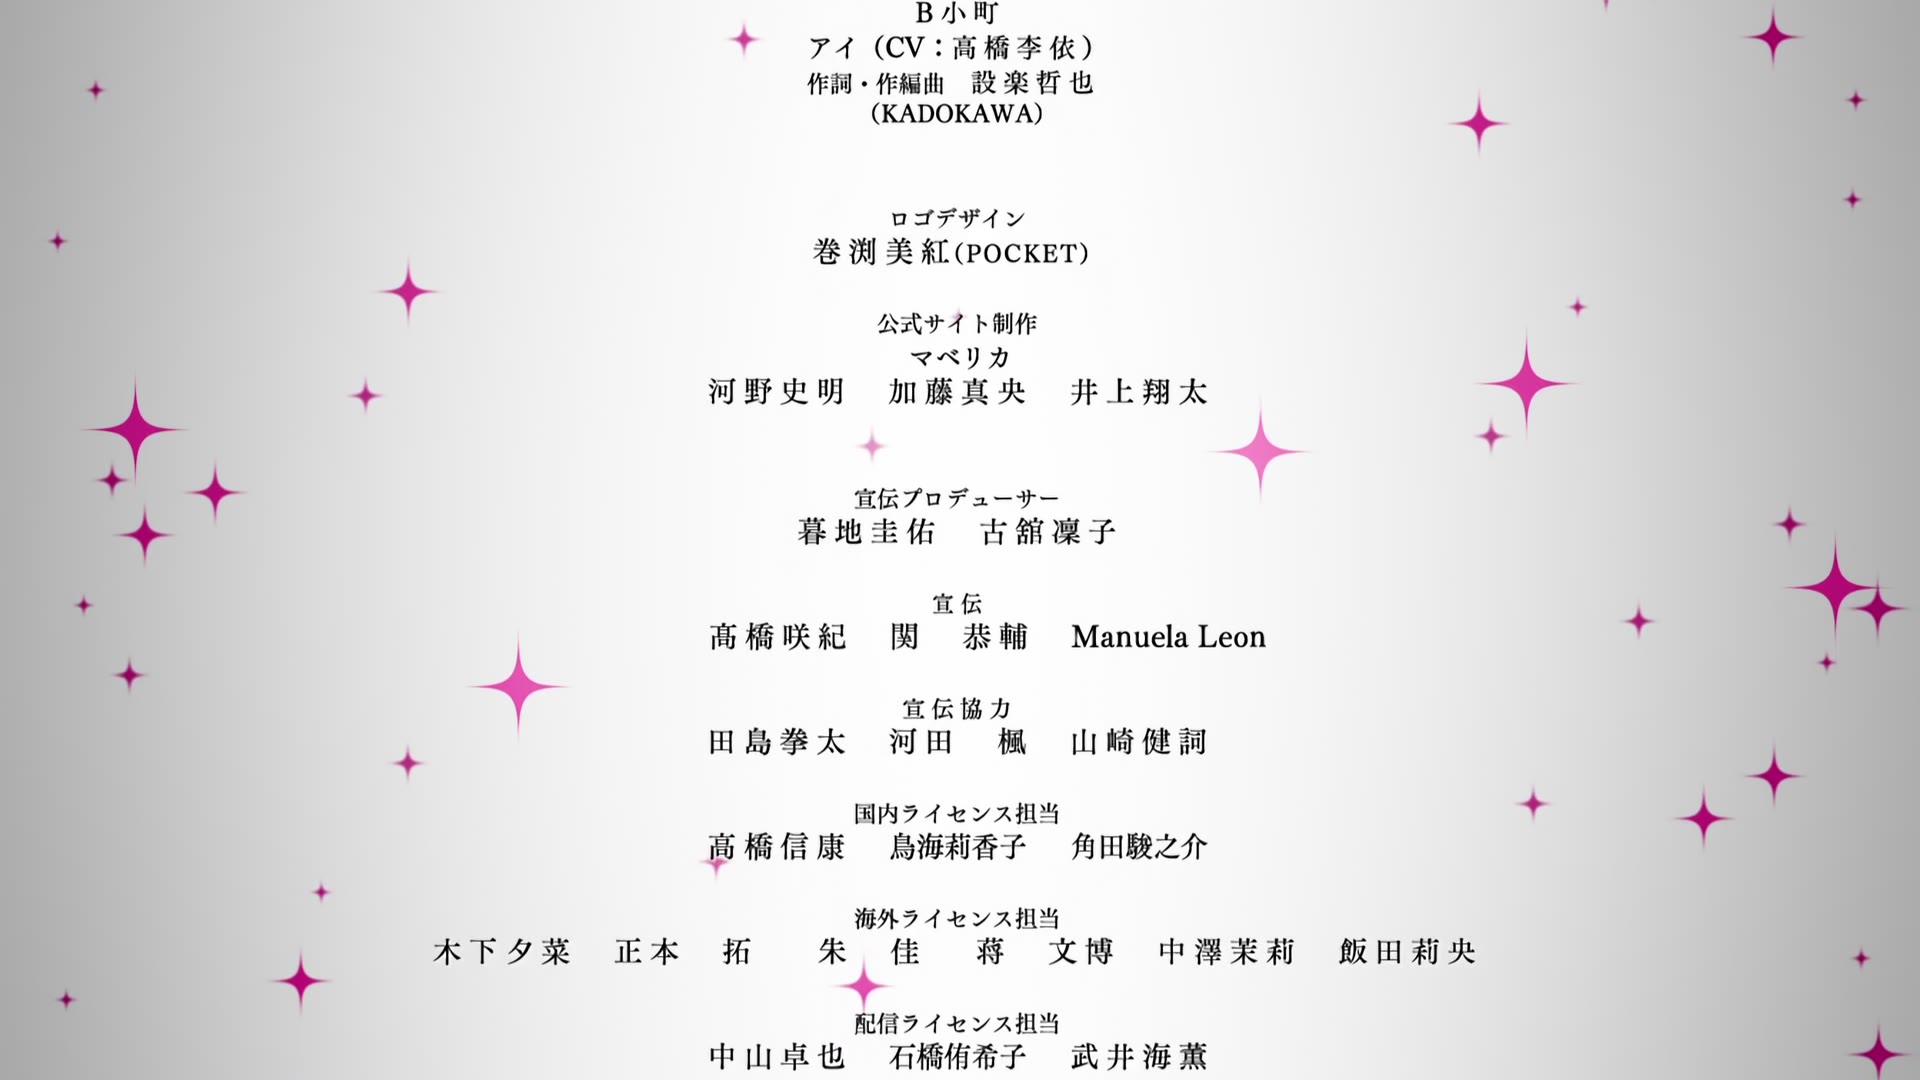 B小町
アイ（CV：高橋李依）
作詞・作編曲　設楽哲也
（KADOKAWA）
ロゴデザイン
巻渕美紅（POCKET）
公式サイト制作
マベリカ
河野史明　加藤真央　井上翔太
宣伝プロデューサー
暮地圭佑　古舘凜子
宣伝
髙橋咲紀　関　恭輔　Manuela Leon
宣伝協力
田島拳太　河田　楓　山崎健詞
国内ライセンス担当
高橋信康　鳥海莉香子　角田駿之介
海外ライセンス担当
木下夕菜　正本　拓　朱　佳　蒋　文博　中澤茉莉　飯田莉央
配信ライセンス担当
中山卓也　石橋侑希子　武井海薫